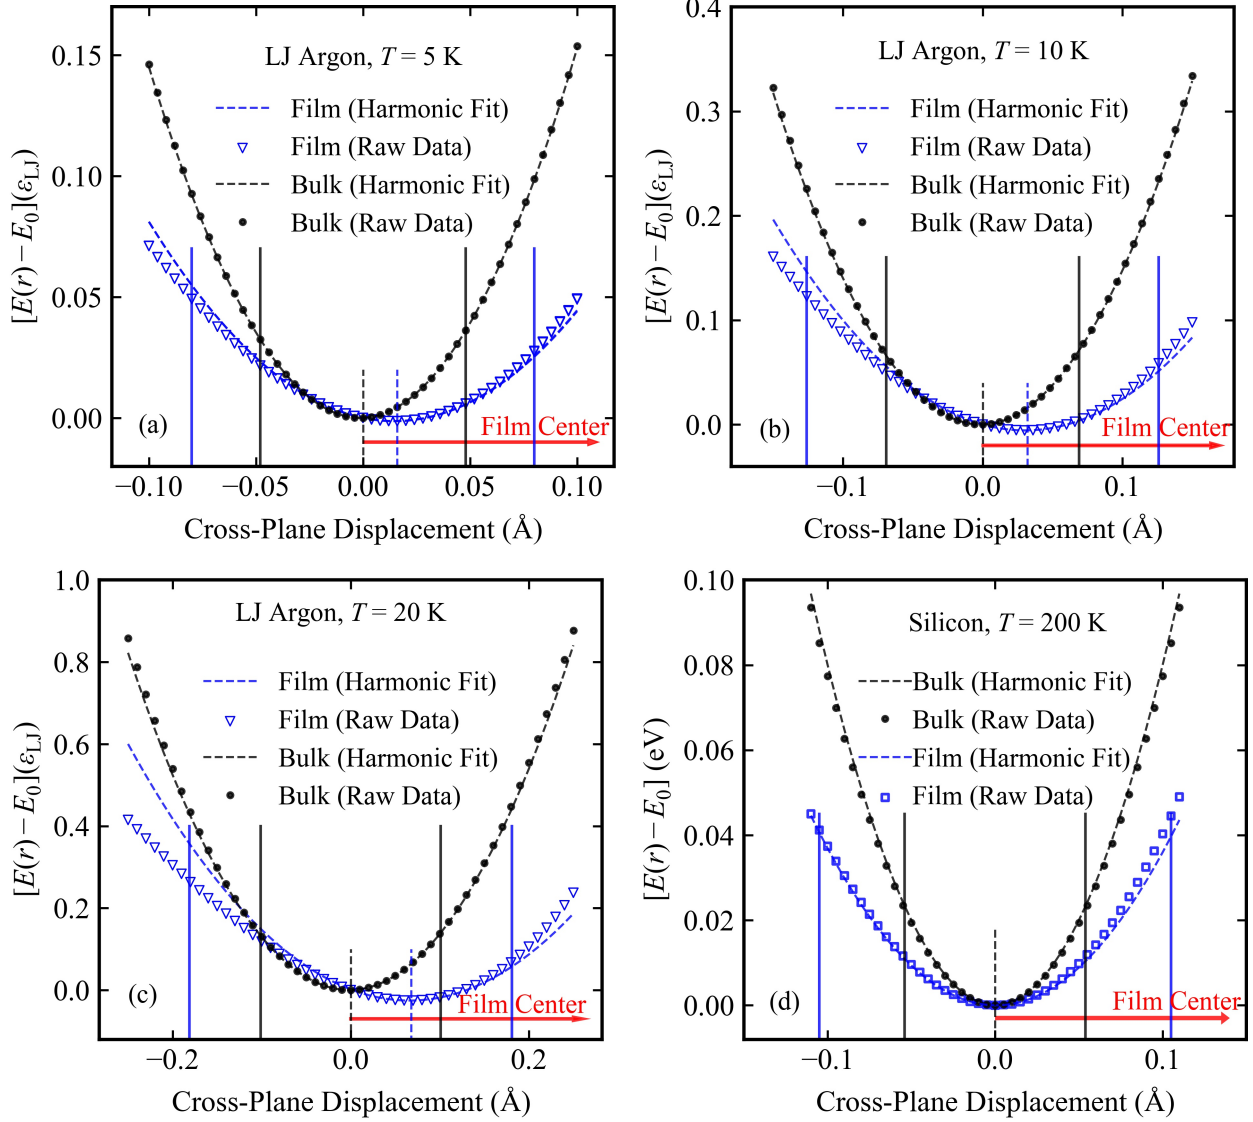 LJ Argon, T = 5 K
Film (Harmonic Fit)
Film (Raw Data)
Bulk (Harmonic Fit)
Bulk (Raw Data)
[E(r) − E₀](ε_LJ)
0.15
0.10
0.05
0.00
(a)
Film Center
−0.10 −0.05 0.00 0.05 0.10
Cross-Plane Displacement (Å)
LJ Argon, T = 10 K
Film (Harmonic Fit)
Film (Raw Data)
Bulk (Harmonic Fit)
Bulk (Raw Data)
[E(r) − E₀](ε_LJ)
0.4
0.3
0.2
0.1
0.0
(b)
Film Center
−0.1 0.0 0.1
Cross-Plane Displacement (Å)
LJ Argon, T = 20 K
Film (Harmonic Fit)
Film (Raw Data)
Bulk (Harmonic Fit)
Bulk (Raw Data)
[E(r) − E₀](ε_LJ)
1.0
0.8
0.6
0.4
0.2
0.0
(c)
Film Center
−0.2 0.0 0.2
Cross-Plane Displacement (Å)
Silicon, T = 200 K
Bulk (Harmonic Fit)
Bulk (Raw Data)
Film (Harmonic Fit)
Film (Raw Data)
[E(r) − E₀] (eV)
0.10
0.08
0.06
0.04
0.02
0.00
(d)
Film Center
−0.1 0.0 0.1
Cross-Plane Displacement (Å)